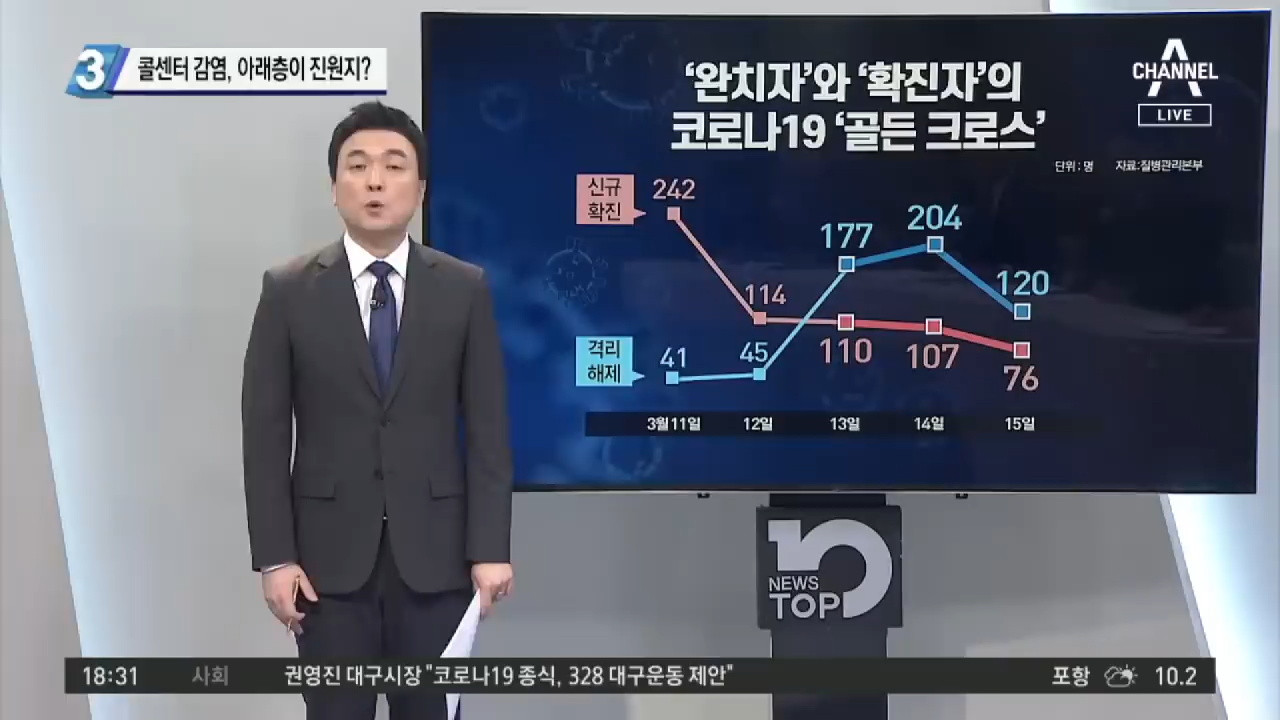 3 콜센터 감염, 아래층이 진원지?
CHANNEL
LIVE
‘완치자’와 ‘확진자’의
코로나19 ‘골든 크로스’
단위 : 명 자료:질병관리본부
신규
확진
242
114
110
107
76
격리
해제
41
45
177
204
120
3월 11일 12일 13일 14일 15일
10
NEWS
TOP
18:31 사회 권영진 대구시장 "코로나19 종식, 328 대구운동 제안" 포항 10.2